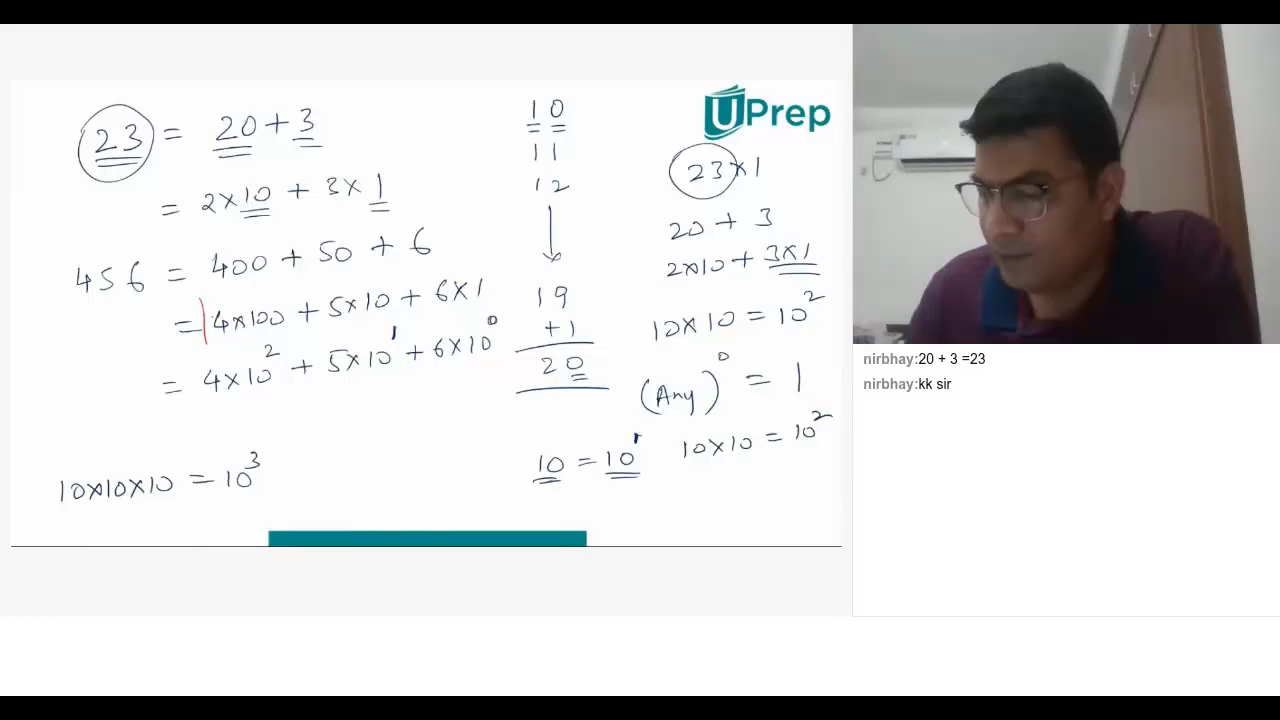 23 = 20 + 3
= 2×10 + 3×1
456 = 400 + 50 + 6
= 4×100 + 5×10 + 6×1
= 4×10² + 5×10¹ + 6×10⁰
10×10×10 = 10³
10
11
12
19
+1
20
10 = 10¹
UPrep
23×1
20 + 3
2×10 + 3×1
10×10 = 10²
(Any)⁰ = 1
10×10 = 10²
nirbhay:20 + 3 =23
nirbhay:kk sir